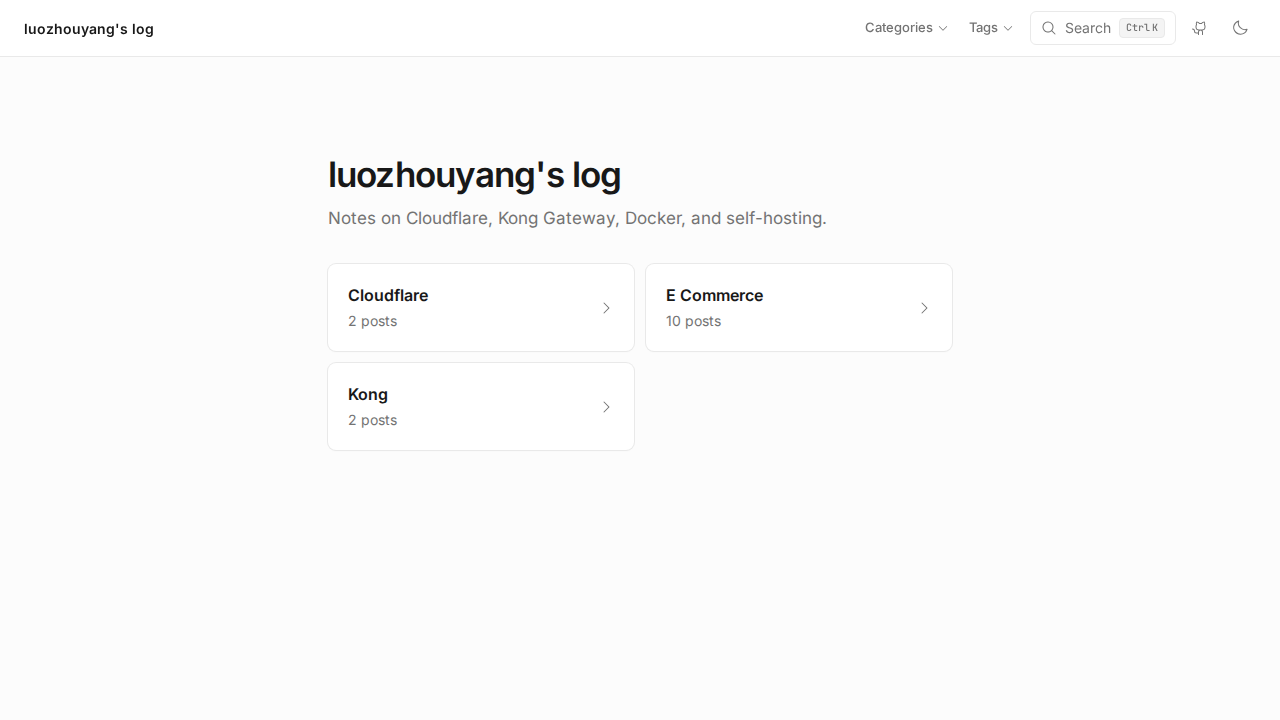 luozhouyang's log
Categories
Tags
Search
Ctrl K
luozhouyang's log
Notes on Cloudflare, Kong Gateway, Docker, and self-hosting.
Cloudflare
2 posts
E Commerce
10 posts
Kong
2 posts